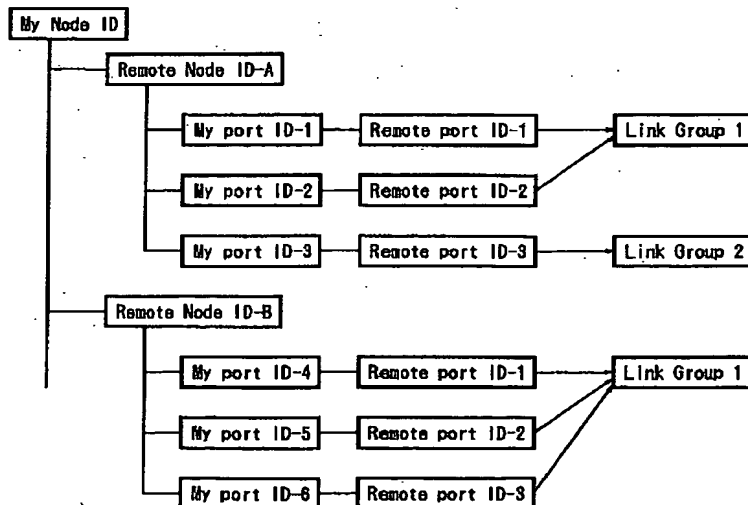 My Node ID
Remote Node ID-A
My port ID-1 Remote port ID-1 Link Group 1
My port ID-2 Remote port ID-2
My port ID-3 Remote port ID-3 Link Group 2
Remote Node ID-B
My port ID-4 Remote port ID-1 Link Group 1
My port ID-5 Remote port ID-2
My port ID-6 Remote port ID-3